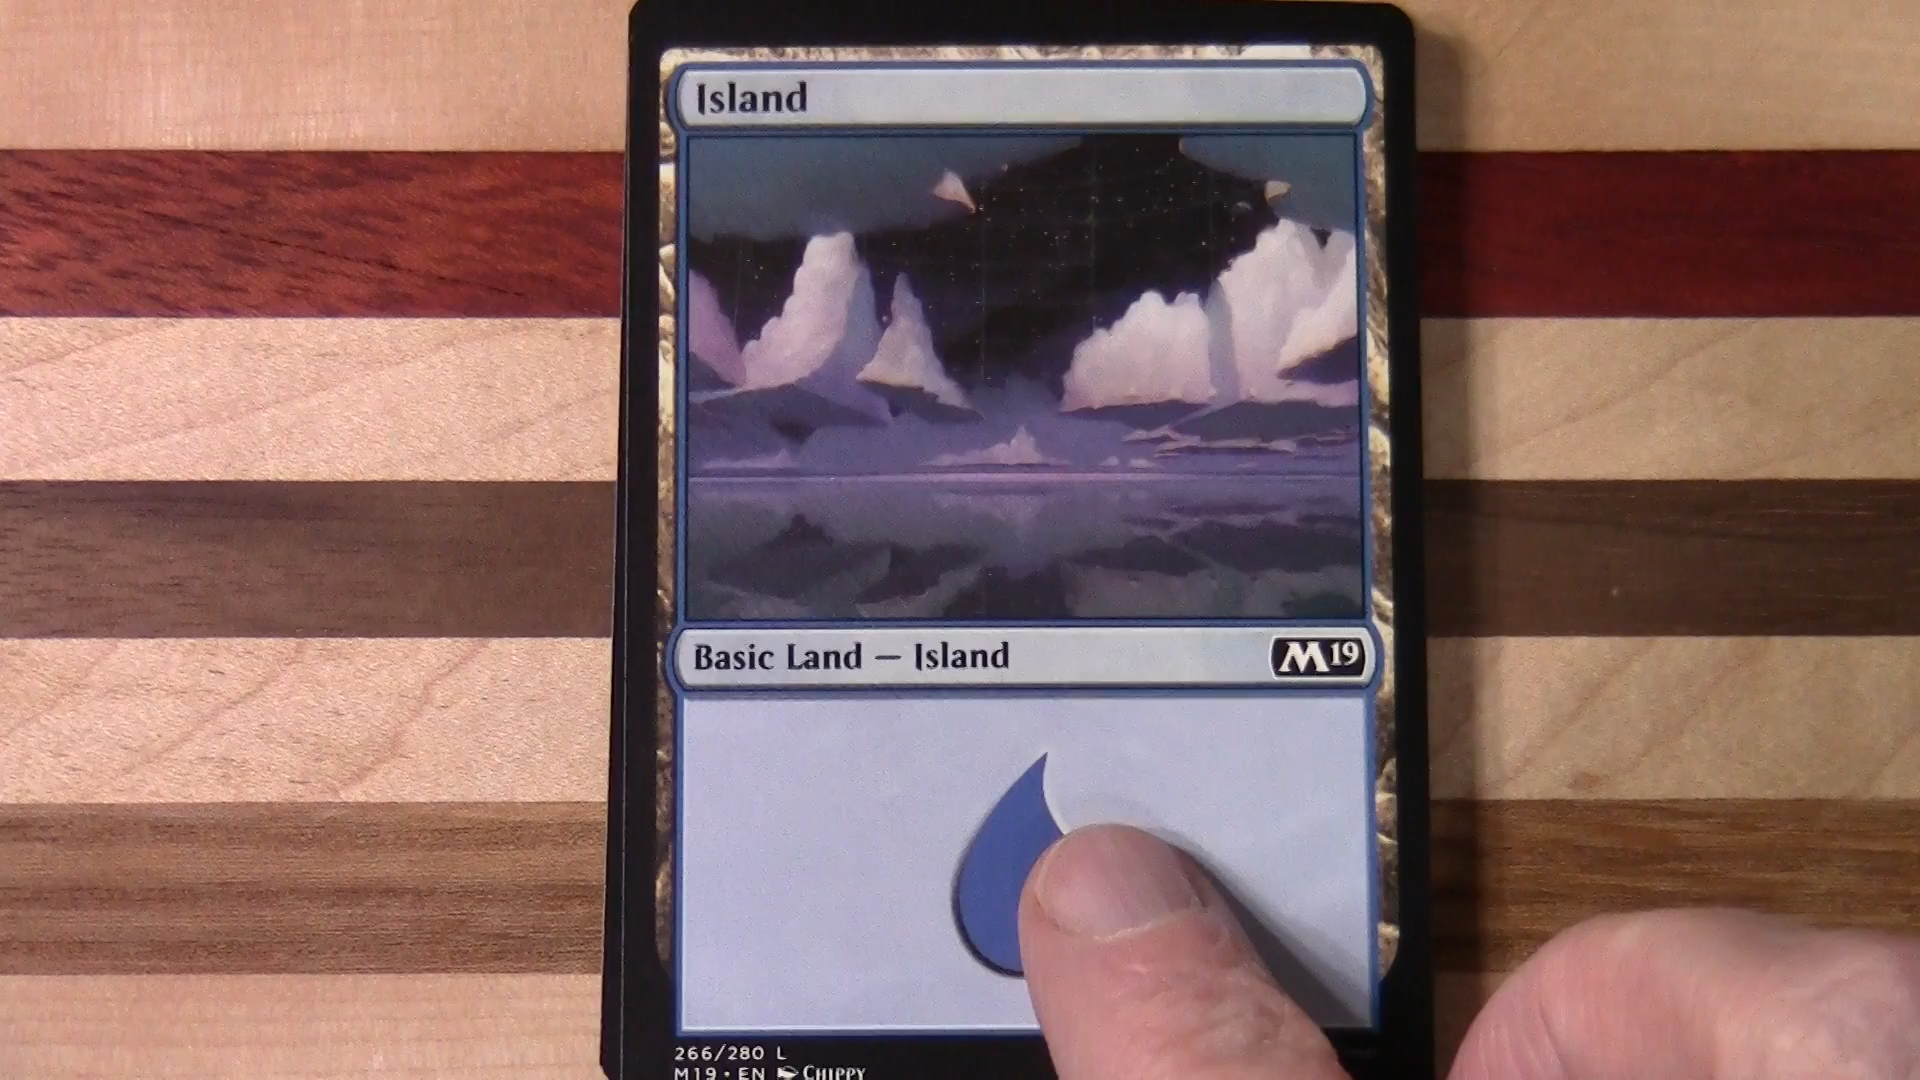 Island
Basic Land — Island
M19
266/280 L
M19 • EN Chippy